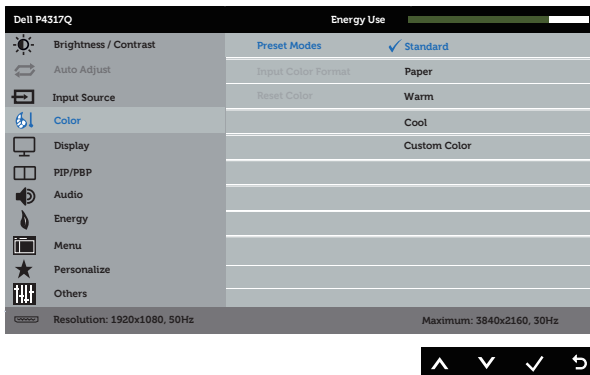 Dell P4317Q Energy Use
Brightness / Contrast Preset Modes Standard
Auto Adjust Input Color Format Paper
Input Source Reset Color Warm
Color Cool
Display Custom Color
PIP/PBP
Audio
Energy
Menu
Personalize
Others
Resolution: 1920x1080, 50Hz Maximum: 3840x2160, 30Hz